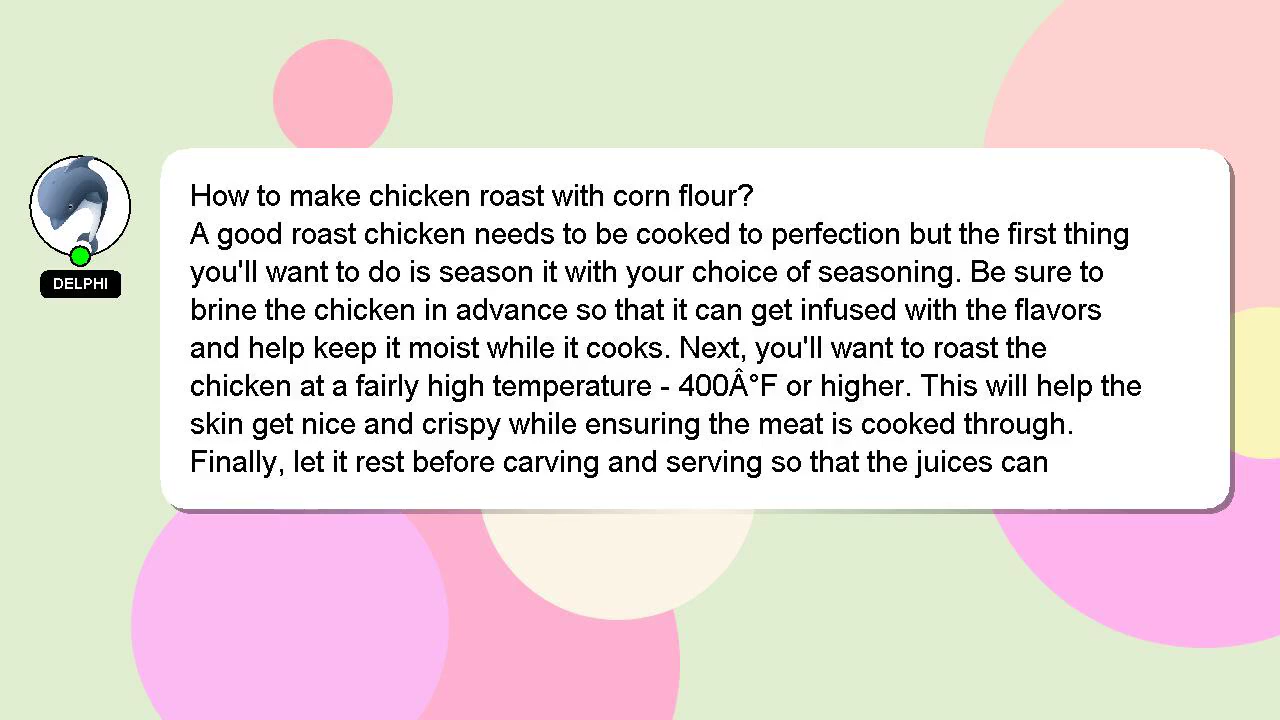 DELPHI
How to make chicken roast with corn flour?
A good roast chicken needs to be cooked to perfection but the first thing
you'll want to do is season it with your choice of seasoning. Be sure to
brine the chicken in advance so that it can get infused with the flavors
and help keep it moist while it cooks. Next, you'll want to roast the
chicken at a fairly high temperature - 400Â°F or higher. This will help the
skin get nice and crispy while ensuring the meat is cooked through.
Finally, let it rest before carving and serving so that the juices can